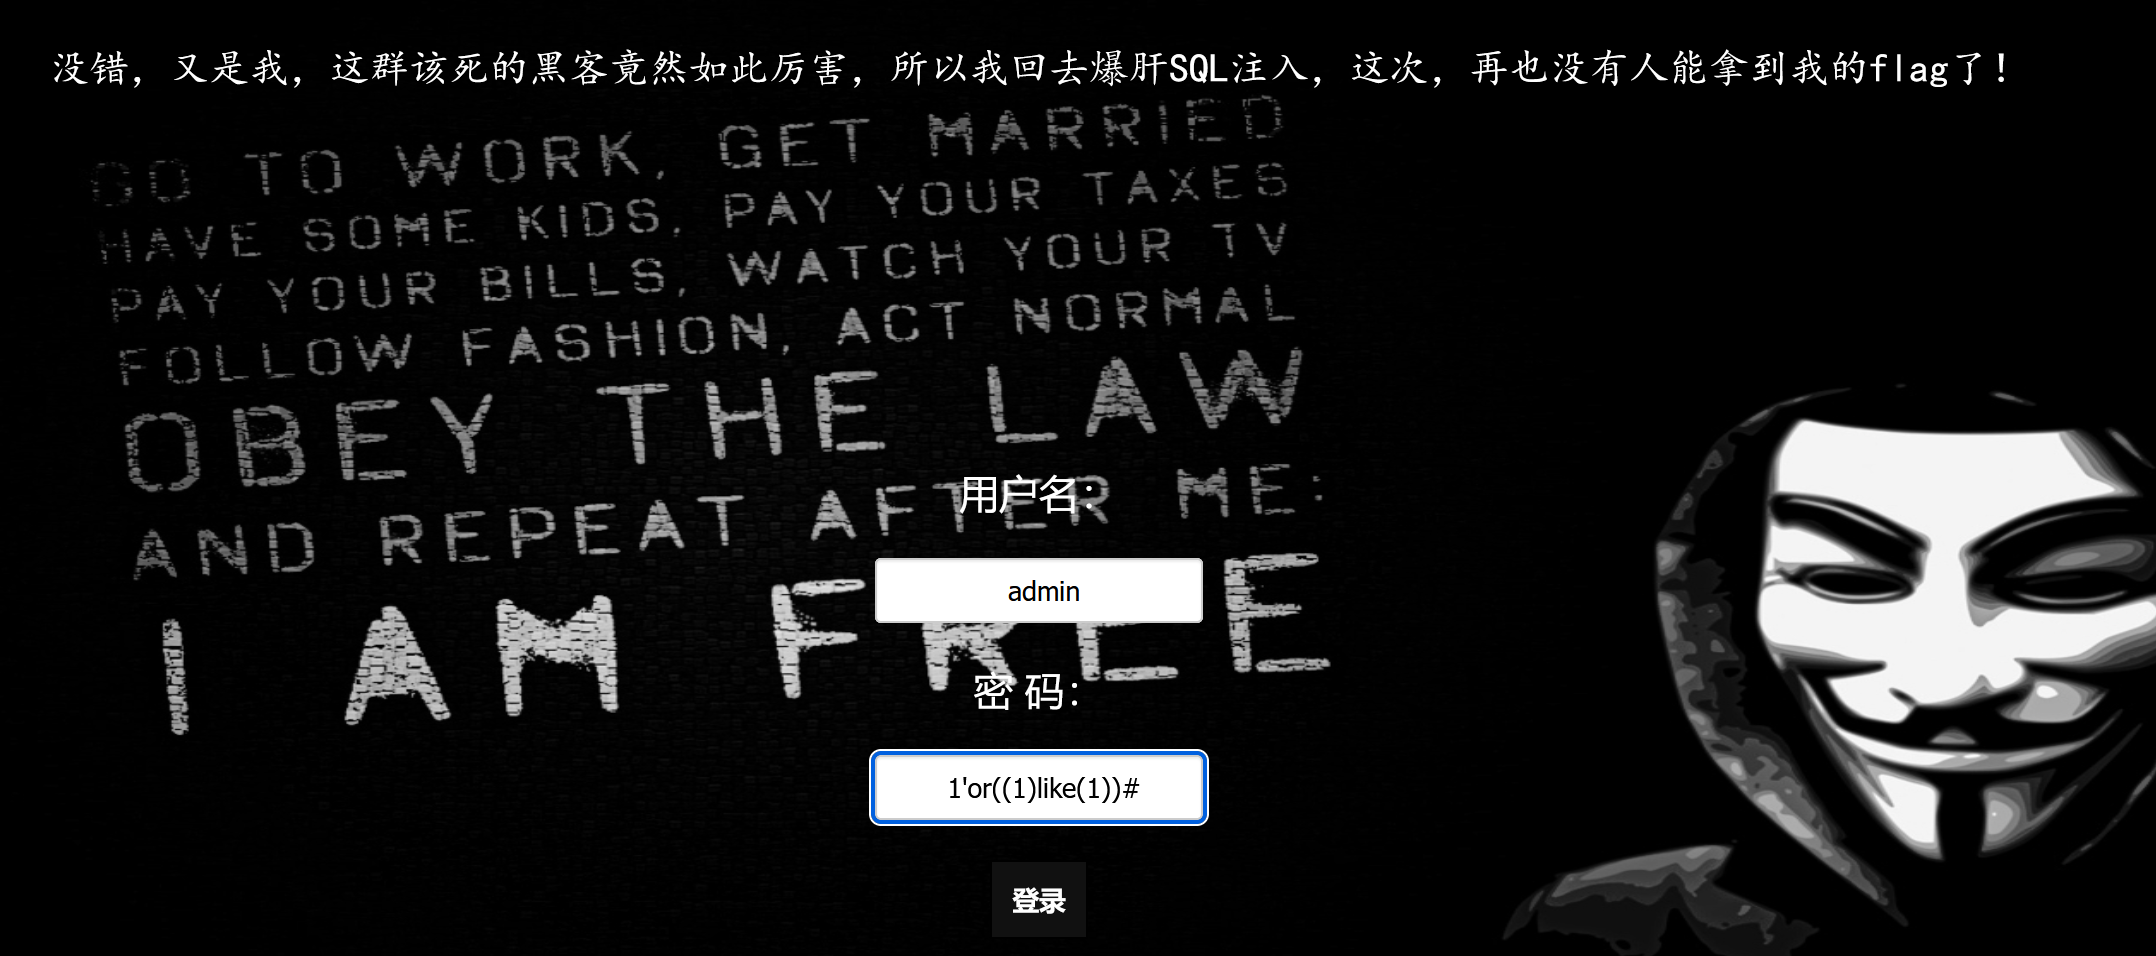 没错，又是我，这群该死的黑客竟然如此厉害，所以我回去爆肝SQL注入，这次，再也没有人能拿到我的flag了！
GO TO WORK, GET MARRIED
HAVE SOME KIDS, PAY YOUR TAXES
PAY YOUR BILLS, WATCH YOUR TV
FOLLOW FASHION, ACT NORMAL
OBEY THE LAW
AND REPEAT AFTER ME:
I AM FREE
用户名：
admin
密 码：
1'or((1)like(1))#
登录